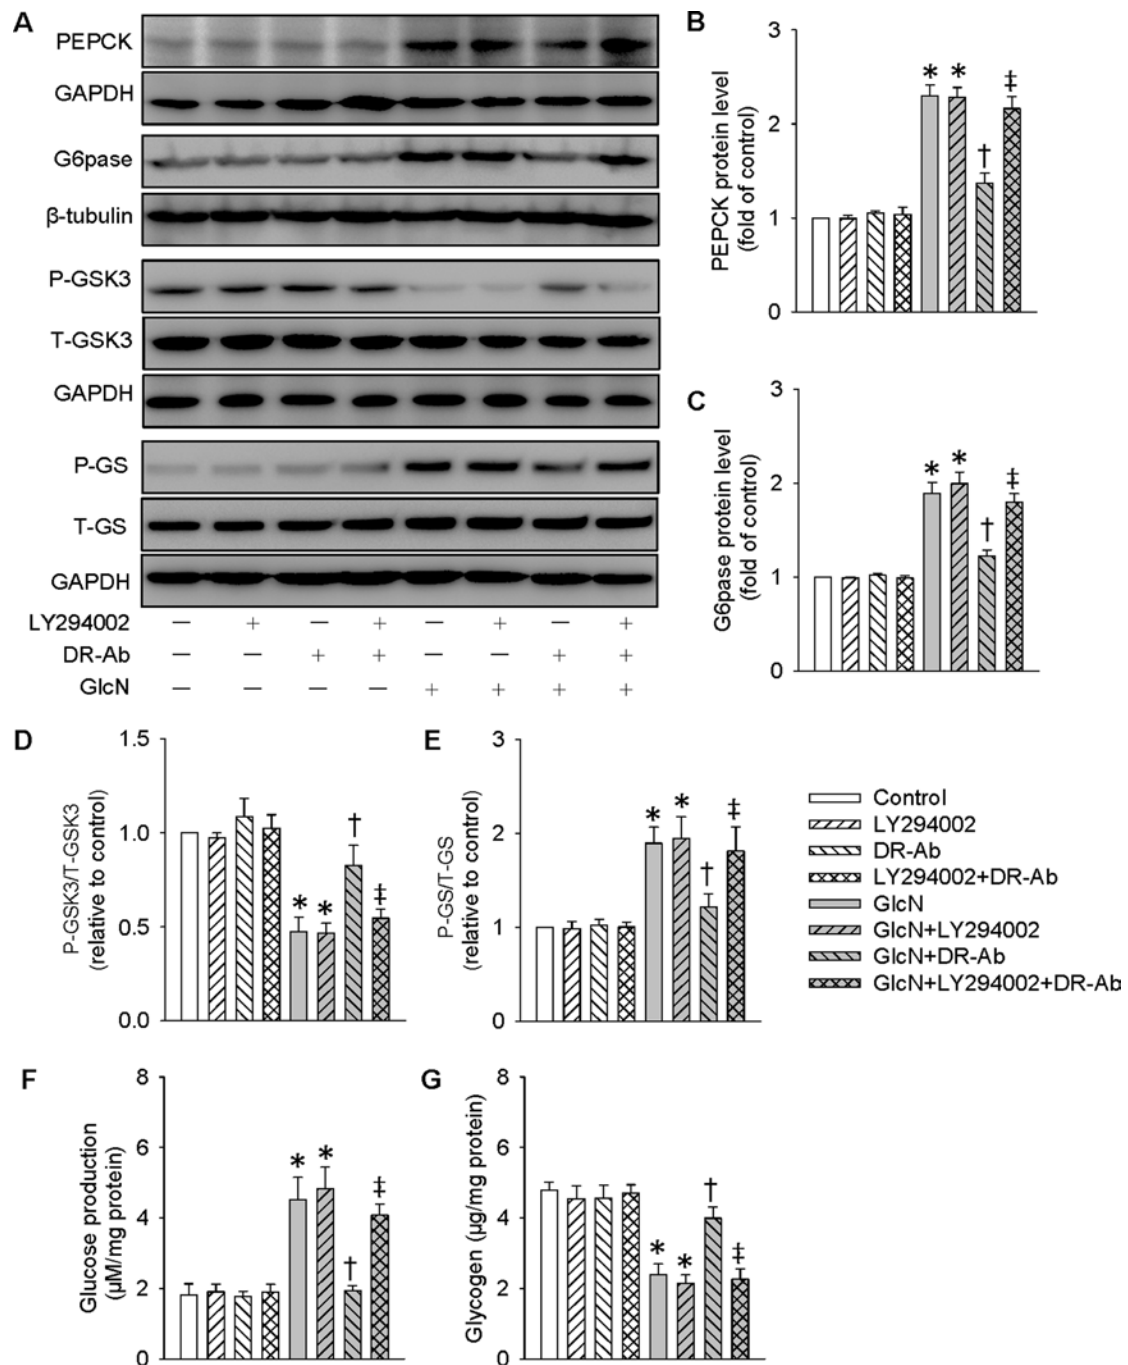 A
PEPCK
GAPDH
G6pase
β-tubulin
P-GSK3
T-GSK3
GAPDH
P-GS
T-GS
GAPDH
LY294002 — + — + — + — +
DR-Ab — — + + — — + +
GlcN — — — — + + + +
B
PEPCK protein level
(fold of control)
3
2
1
0
* * † ‡
C
G6pase protein level
(fold of control)
3
2
1
0
* * † ‡
D
P-GSK3/T-GSK3
(relative to control)
1.5
1.0
0.5
0.0
* * † ‡
E
P-GS/T-GS
(relative to control)
3
2
1
0
* * † ‡
Control
LY294002
DR-Ab
LY294002+DR-Ab
GlcN
GlcN+LY294002
GlcN+DR-Ab
GlcN+LY294002+DR-Ab
F
Glucose production
(µM/mg protein)
8
6
4
2
0
* * † ‡
G
Glycogen (µg/mg protein)
8
6
4
2
0
* * † ‡